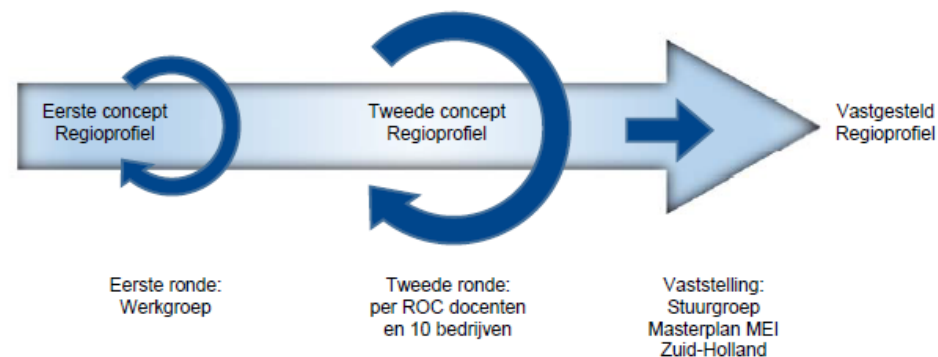 Eerste concept
Regioprofiel
Tweede concept
Regioprofiel
Vastgesteld
Regioprofiel
Eerste ronde:
Werkgroep
Tweede ronde:
per ROC docenten
en 10 bedrijven
Vaststelling:
Stuurgroep
Masterplan MEI
Zuid-Holland